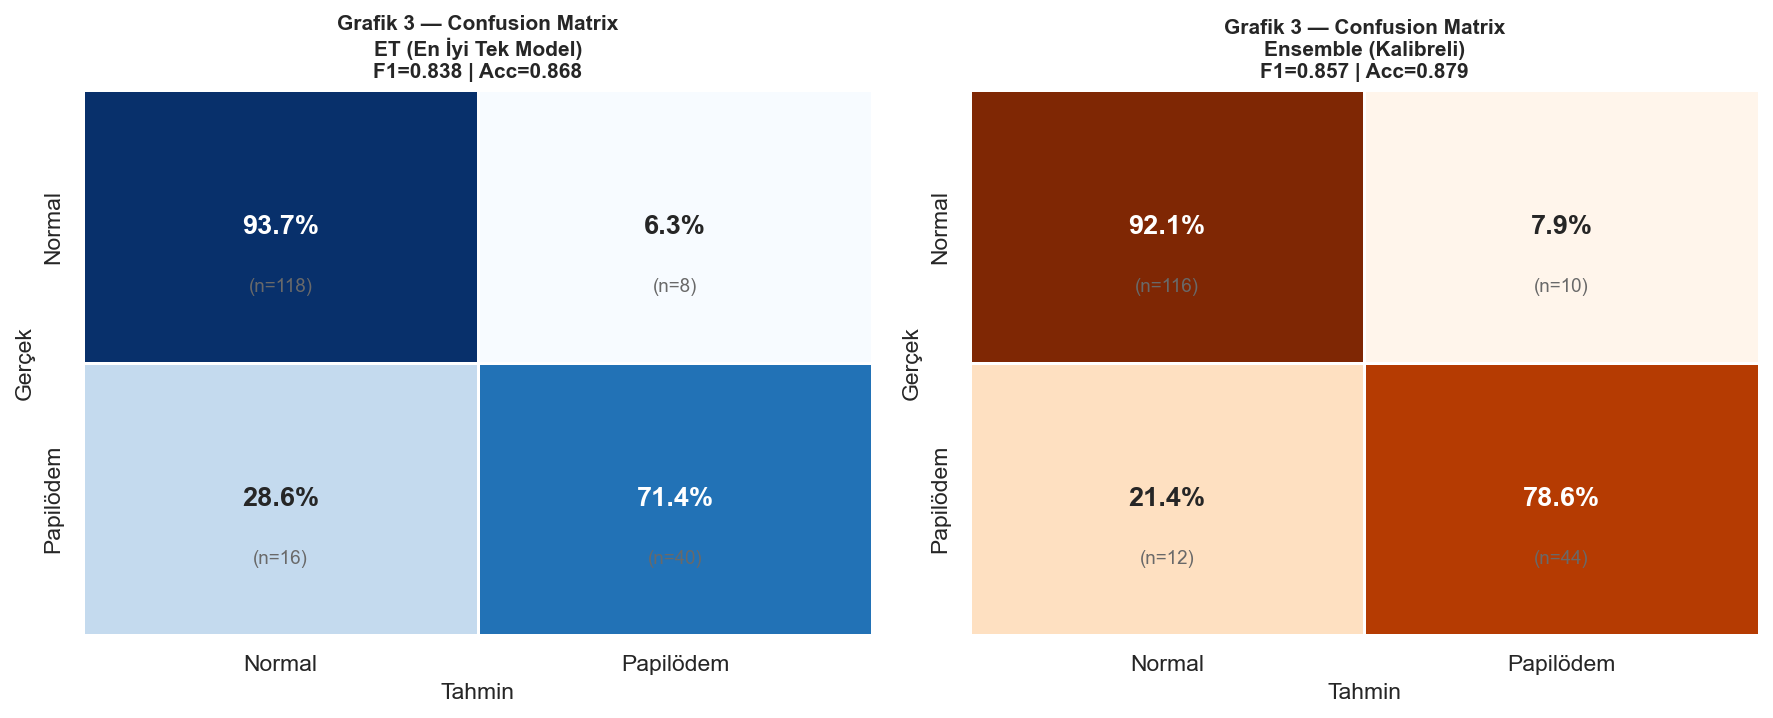 Grafik 3 — Confusion Matrix
ET (En İyi Tek Model)
F1=0.838 | Acc=0.868
Normal
Papilödem
Gerçek
93.7%
(n=118)
6.3%
(n=8)
28.6%
(n=16)
71.4%
(n=40)
Normal
Papilödem
Tahmin
Grafik 3 — Confusion Matrix
Ensemble (Kalibreli)
F1=0.857 | Acc=0.879
Normal
Papilödem
Gerçek
92.1%
(n=116)
7.9%
(n=10)
21.4%
(n=12)
78.6%
(n=44)
Normal
Papilödem
Tahmin